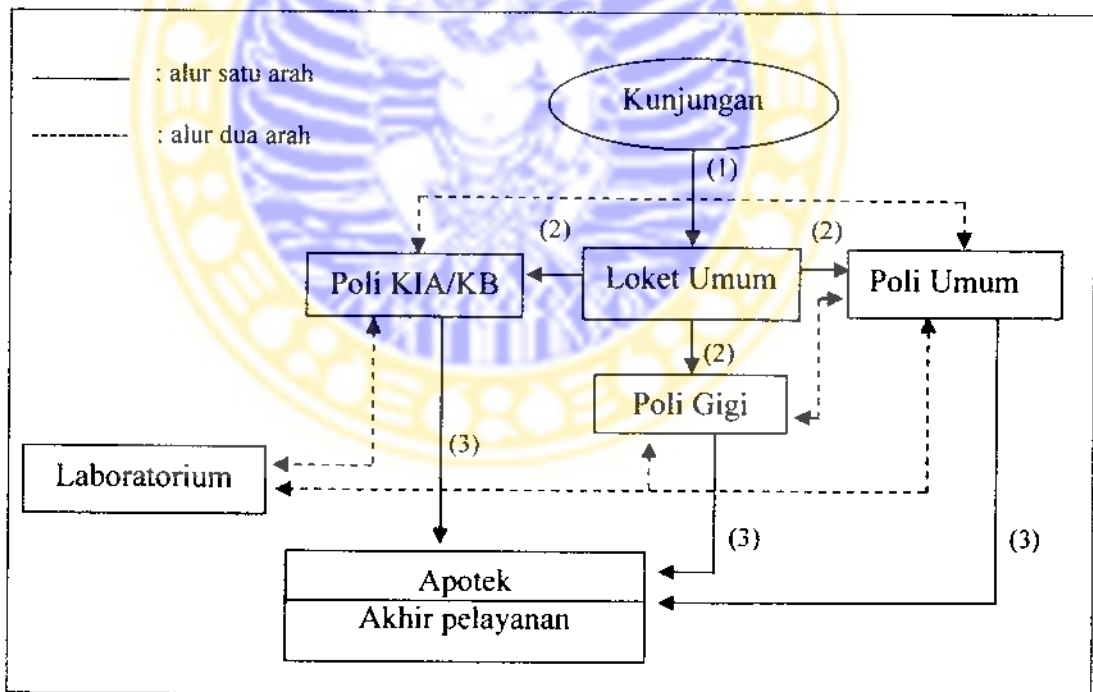 : alur satu arah
: alur dua arah
Kunjungan
(1)
(2)
(2)
Poli KIA/KB
Loket Umum
Poli Umum
(2)
Poli Gigi
(3)
Laboratorium
(3)
(3)
Apotek
Akhir pelayanan